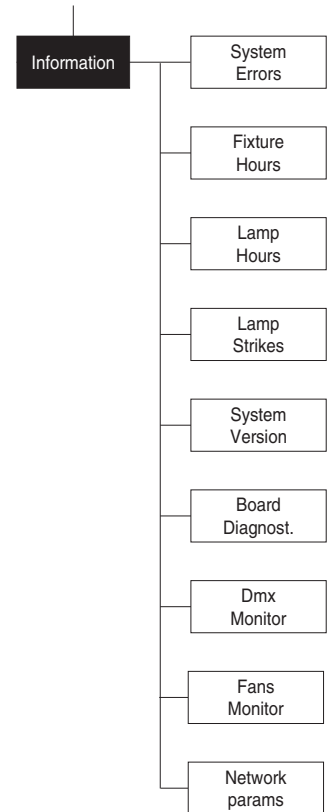 Information
System
Errors
Fixture
Hours
Lamp
Hours
Lamp
Strikes
System
Version
Board
Diagnost.
Dmx
Monitor
Fans
Monitor
Network
params